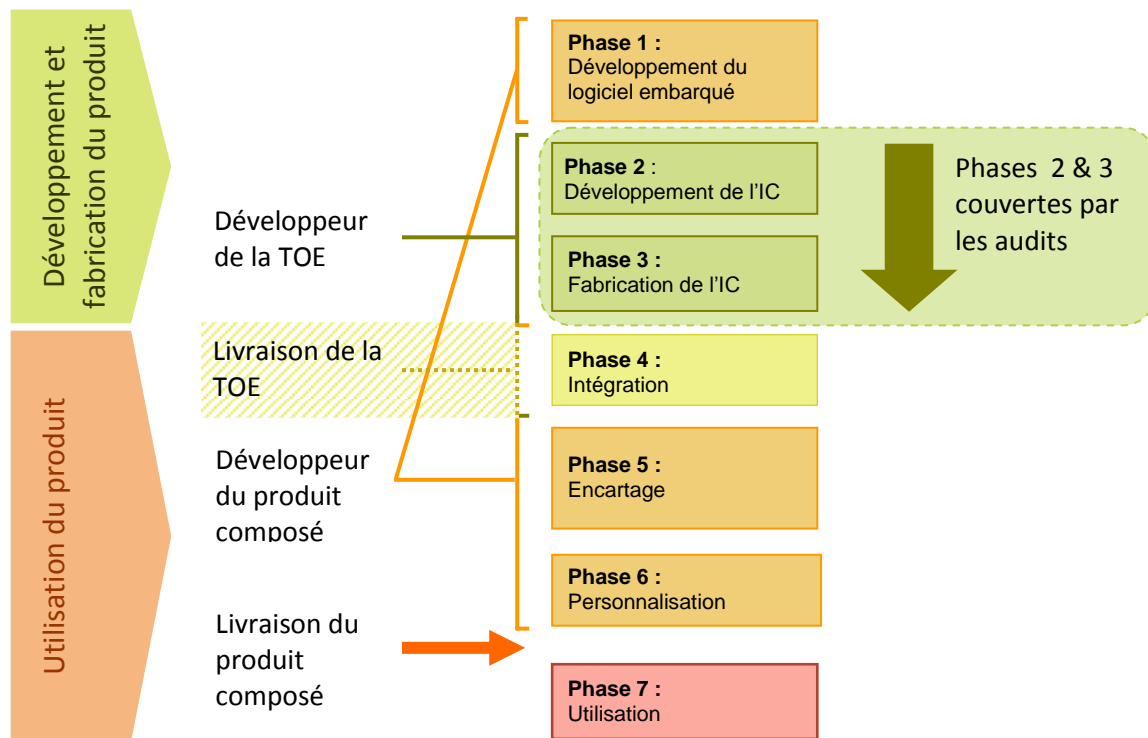 Développement et
fabrication du produit
Utilisation du produit
Développeur
de la TOE
Livraison de la
TOE
Développeur
du produit
composé
Livraison du
produit
composé
Phase 1 :
Développement du
logiciel embarqué
Phase 2 :
Développement de l'IC
Phase 3 :
Fabrication de l'IC
Phase 4 :
Intégration
Phase 5 :
Encartage
Phase 6 :
Personnalisation
Phase 7 :
Utilisation
Phases 2 & 3
couvertes par
les audits